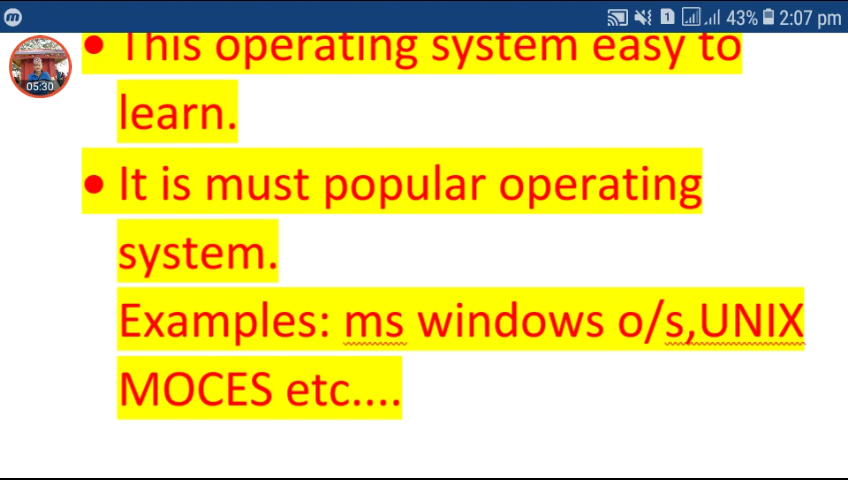 43% 2:07 pm
05:30
• This operating system easy to
learn.
• It is must popular operating
system.
Examples: ms windows o/s,UNIX
MOCES etc....